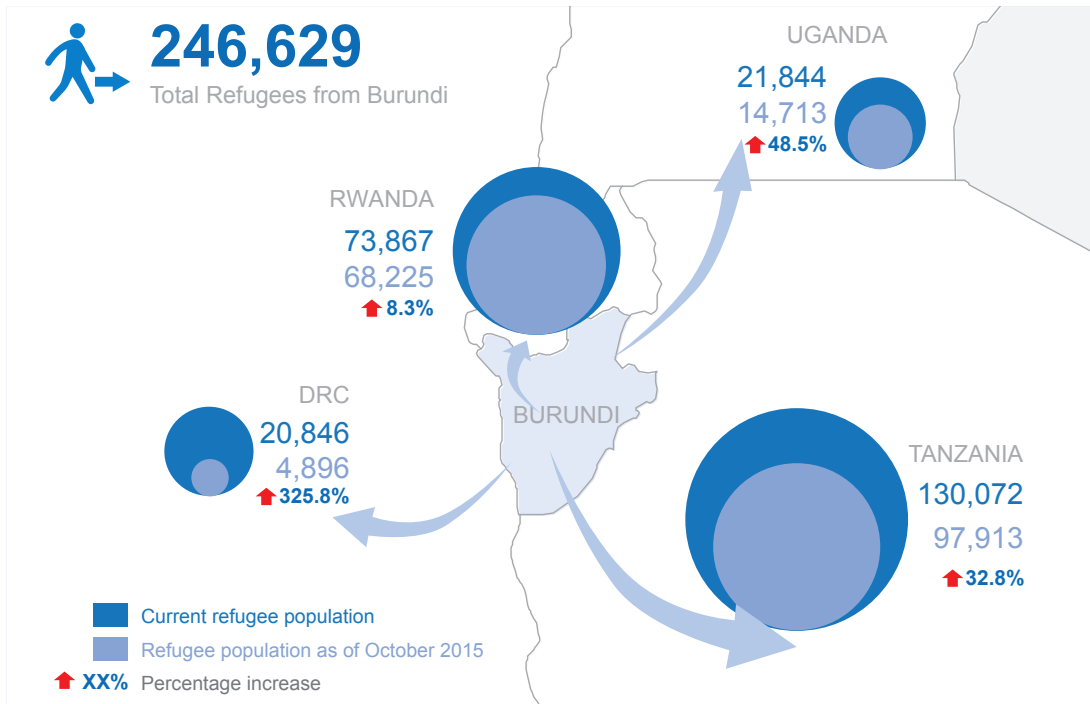 246,629
Total Refugees from Burundi
UGANDA
21,844
14,713
48.5%
RWANDA
73,867
68,225
8.3%
DRC
20,846
4,896
325.8%
BURUNDI
TANZANIA
130,072
97,913
32.8%
Current refugee population
Refugee population as of October 2015
XX% Percentage increase